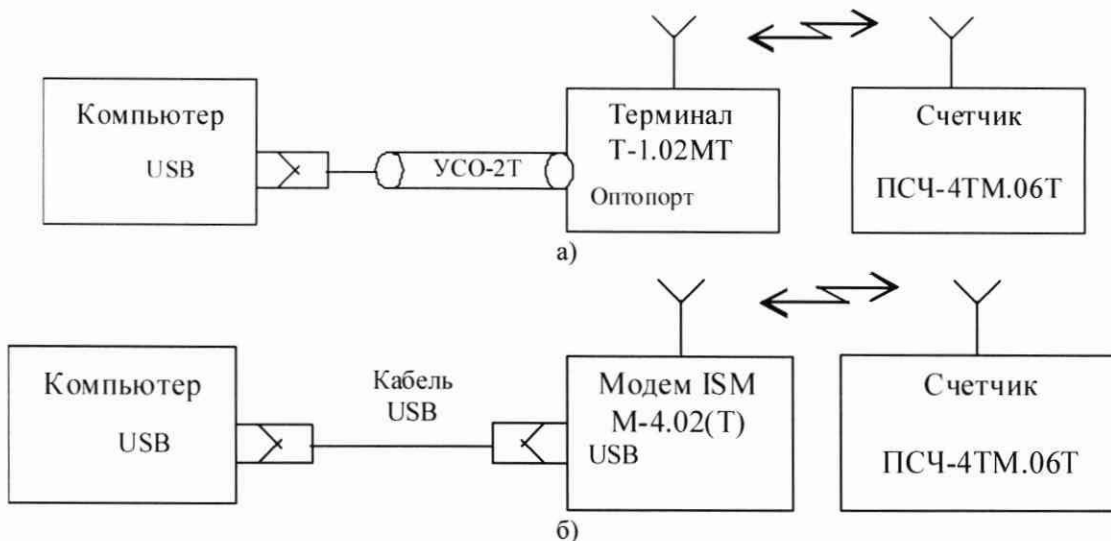 Компьютер
USB
УСО-2Т
Терминал
Т-1.02МТ
Оптопорт
Счетчик
ПСЧ-4ТМ.06Т
а)
Компьютер
USB
Кабель
USB
Модем ISM
М-4.02(Т)
USB
Счетчик
ПСЧ-4ТМ.06Т
б)